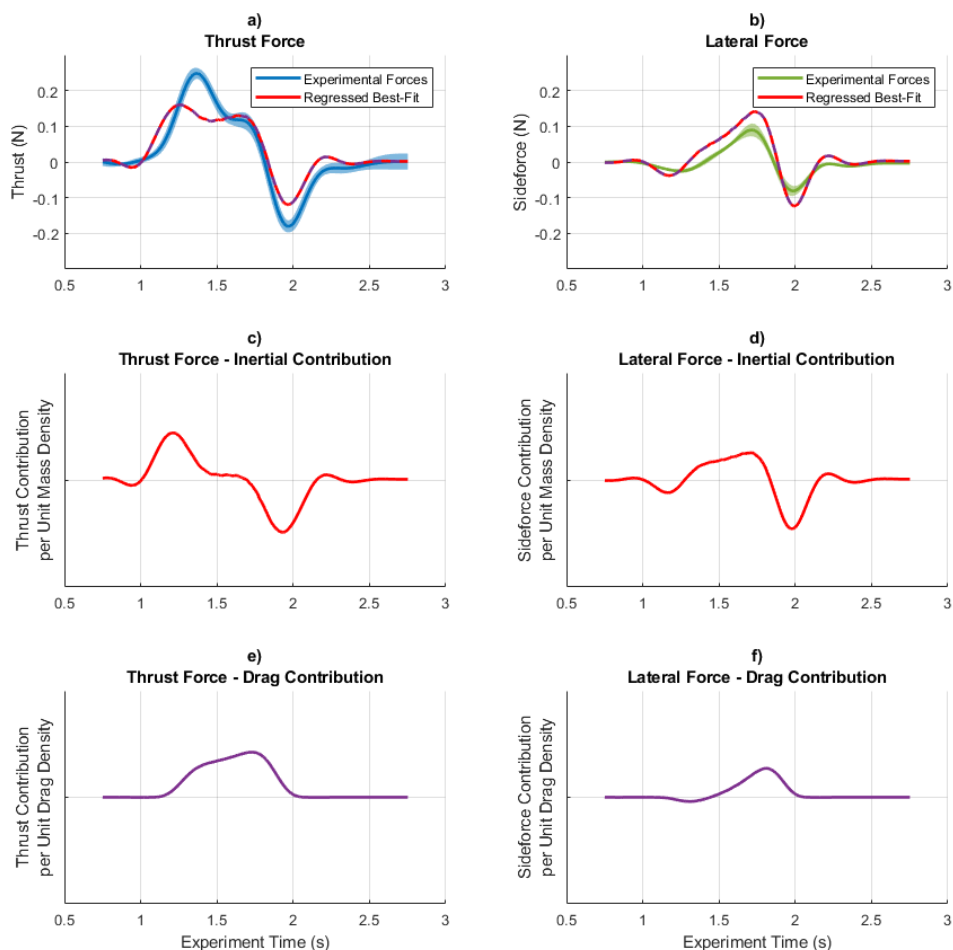 a)
Thrust Force
Thrust (N)
0.2
0.1
0
-0.1
-0.2
0.5 1 1.5 2 2.5 3
Experimental Forces
Regressed Best-Fit
b)
Lateral Force
Sideforce (N)
0.2
0.1
0
-0.1
-0.2
0.5 1 1.5 2 2.5 3
Experimental Forces
Regressed Best-Fit
c)
Thrust Force - Inertial Contribution
Thrust Contribution
per Unit Mass Density
0.5 1 1.5 2 2.5 3
d)
Lateral Force - Inertial Contribution
Sideforce Contribution
per Unit Mass Density
0.5 1 1.5 2 2.5 3
e)
Thrust Force - Drag Contribution
Thrust Contribution
per Unit Drag Density
0.5 1 1.5 2 2.5 3
Experiment Time (s)
f)
Lateral Force - Drag Contribution
Sideforce Contribution
per Unit Drag Density
0.5 1 1.5 2 2.5 3
Experiment Time (s)